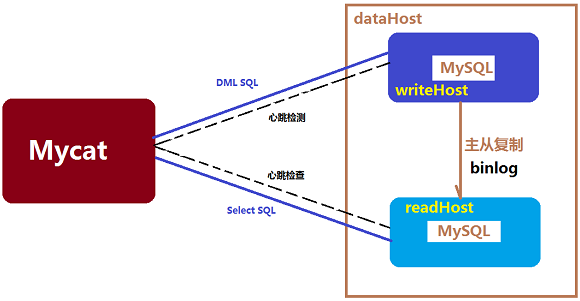 dataHost
MySQL
writeHost
DML SQL
心跳检测
Mycat
主从复制
binlog
心跳检查
Select SQL
readHost
MySQL